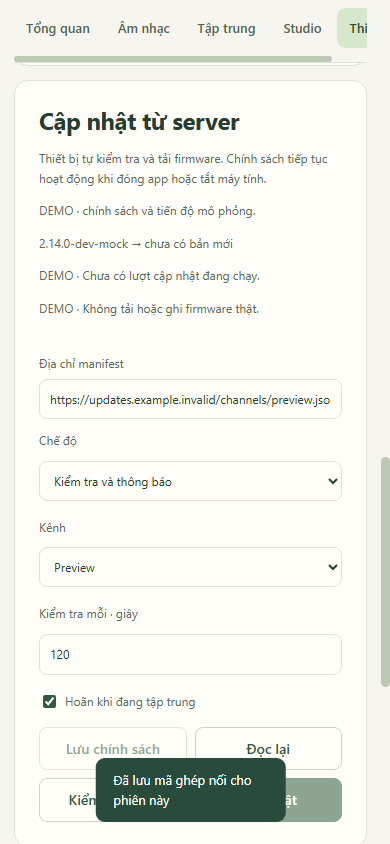 Tổng quan Âm nhạc Tập trung Studio Thi
Cập nhật từ server
Thiết bị tự kiểm tra và tải firmware. Chính sách tiếp tục
hoạt động khi đóng app hoặc tắt máy tính.
DEMO · chính sách và tiến độ mô phỏng.
2.14.0-dev-mock → chưa có bản mới
DEMO · Chưa có lượt cập nhật đang chạy.
DEMO · Không tải hoặc ghi firmware thật.
Địa chỉ manifest
https://updates.example.invalid/channels/preview.jso
Chế độ
Kiểm tra và thông báo
Kênh
Preview
Kiểm tra mỗi · giây
120
Hoãn khi đang tập trung
Lưu chính sách Đọc lại
Đã lưu mã ghép nối cho
phiên này